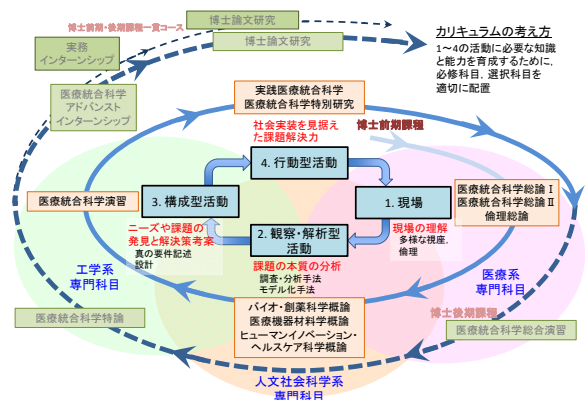 博士論文研究
カリキュラムの考え方
1～4の活動に必要な知識
と能力を育成するために,
必修科目, 選択科目を
適切に配置
博士前期・後期課程一貫コース
博士論文研究
実務
インターンシップ
医療統合科学
アドバンスト
インターンシップ
実践医療統合科学
医療統合科学特別研究
社会実装を見据え
た課題解決力
博士前期課程
4. 行動型活動
医療統合科学演習
3. 構成型活動
1. 現場
医療統合科学総論Ⅰ
医療統合科学総論Ⅱ
倫理総論
ニーズや課題の
発見と解決策考案
真の要件記述
設計
2. 観察・解析型
活動
現場の理解
多様な視座,
倫理
課題の本質の分析
調査・分析手法
モデル化手法
工学系
専門科目
医療系
専門科目
バイオ・創薬科学概論
医療機器材料科学概論
ヒューマンイノベーション・
ヘルスケア科学概論
医療統合科学特論
博士後期課程
医療統合科学総合演習
人文社会科学系
専門科目